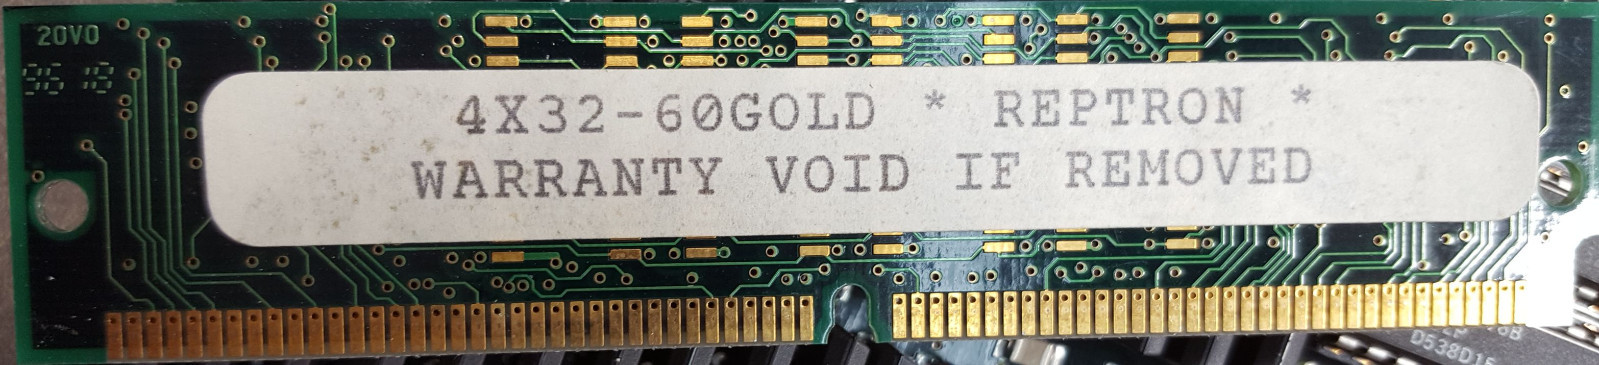 20V0
96 18
4X32-60GOLD * REPTRON *
WARRANTY VOID IF REMOVED
D538D15